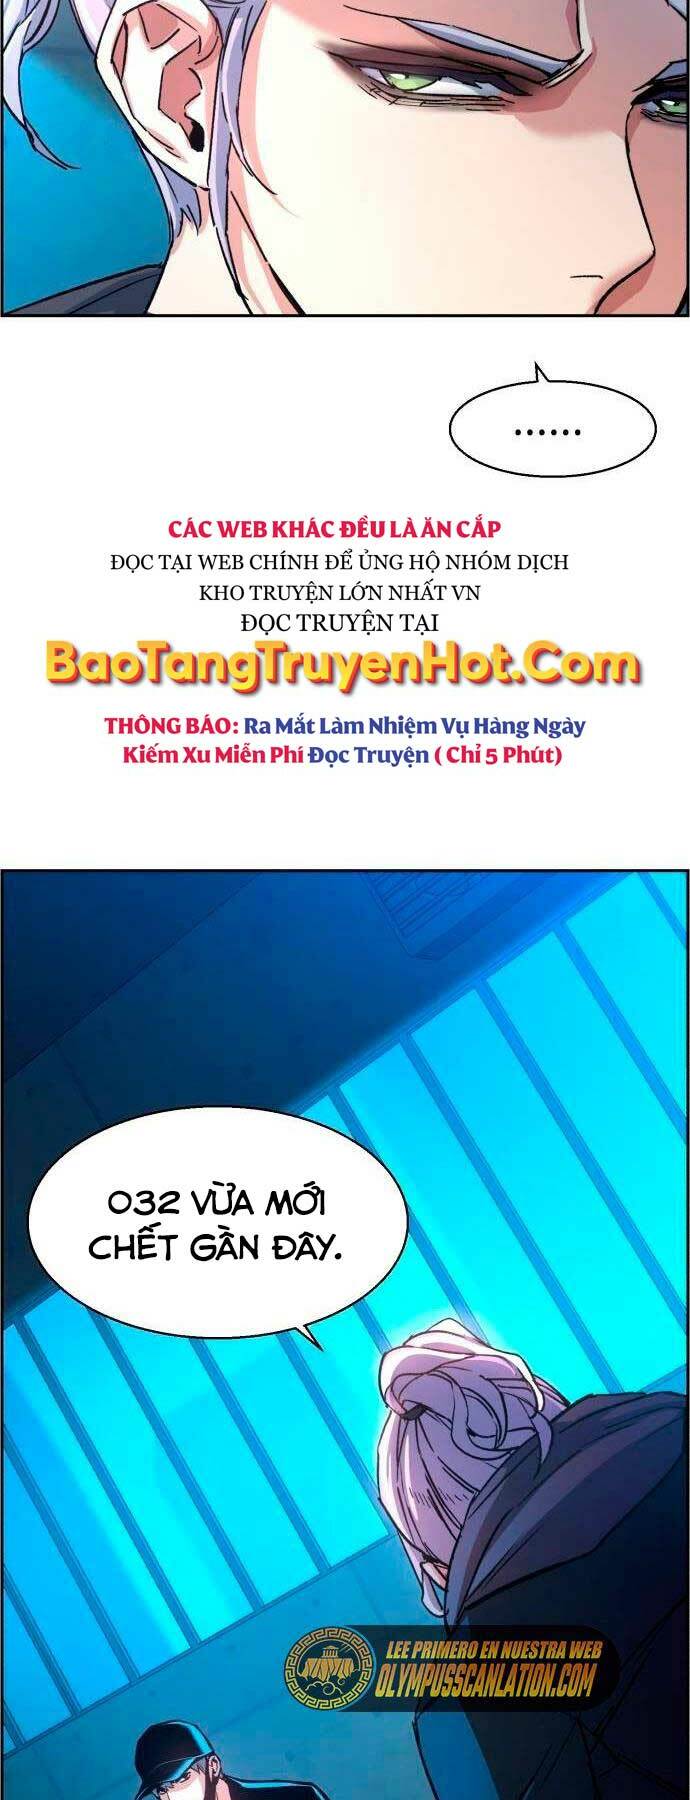 ......
CÁC WEB KHÁC ĐỀU LÀ ĂN CẮP
ĐỌC TẠI WEB CHÍNH ĐỂ ỦNG HỘ NHÓM DỊCH
KHO TRUYỆN LỚN NHẤT VN
ĐỌC TRUYỆN TẠI
BaoTangTruyenHot.Com
THÔNG BÁO: Ra Mắt Làm Nhiệm Vụ Hàng Ngày
Kiếm Xu Miễn Phí Đọc Truyện ( Chỉ 5 Phút)
032 VỪA MỚI
CHẾT GẦN ĐÂY.
LEE PRIMERO EN NUESTRA WEB
OLYMPUSSCANLATION.COM